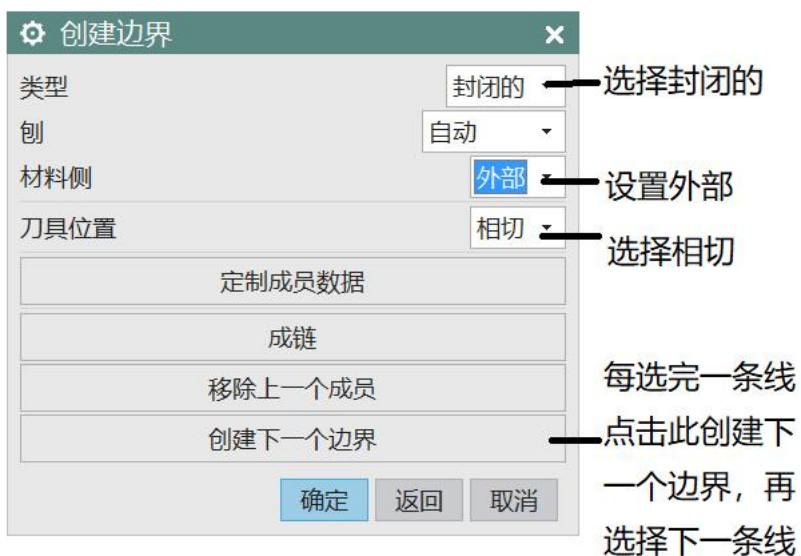 创建边界
类型 封闭的 选择封闭的
刨 自动
材料侧 外部 设置外部
刀具位置 相切 选择相切
定制成员数据
成链
移除上一个成员
创建下一个边界
确定 返回 取消
每选完一条线
点击此创建下
一个边界，再
选择下一条线